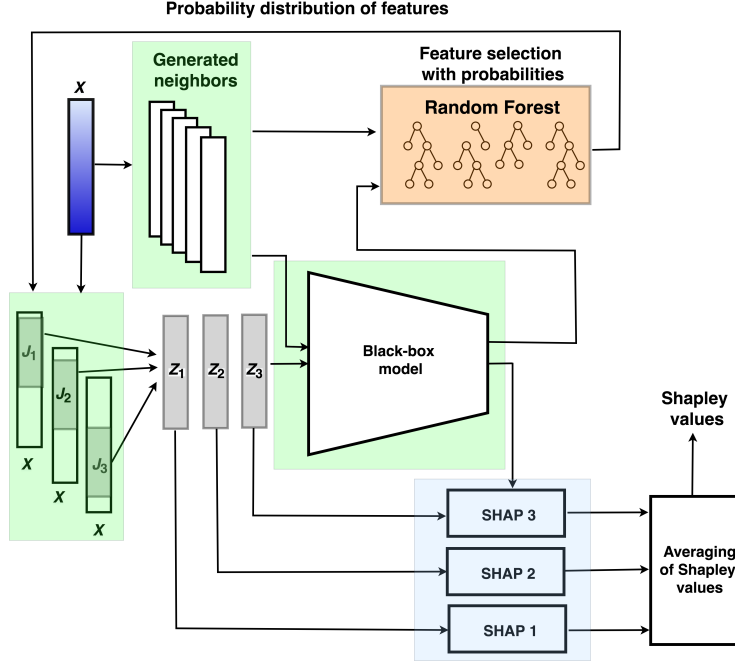 Probability distribution of features
X
Generated
neighbors
Feature selection
with probabilities
Random Forest
J1
J2
J3
X
X
X
Z1
Z2
Z3
Black-box
model
Shapley
values
SHAP 3
SHAP 2
SHAP 1
Averaging
of Shapley
values